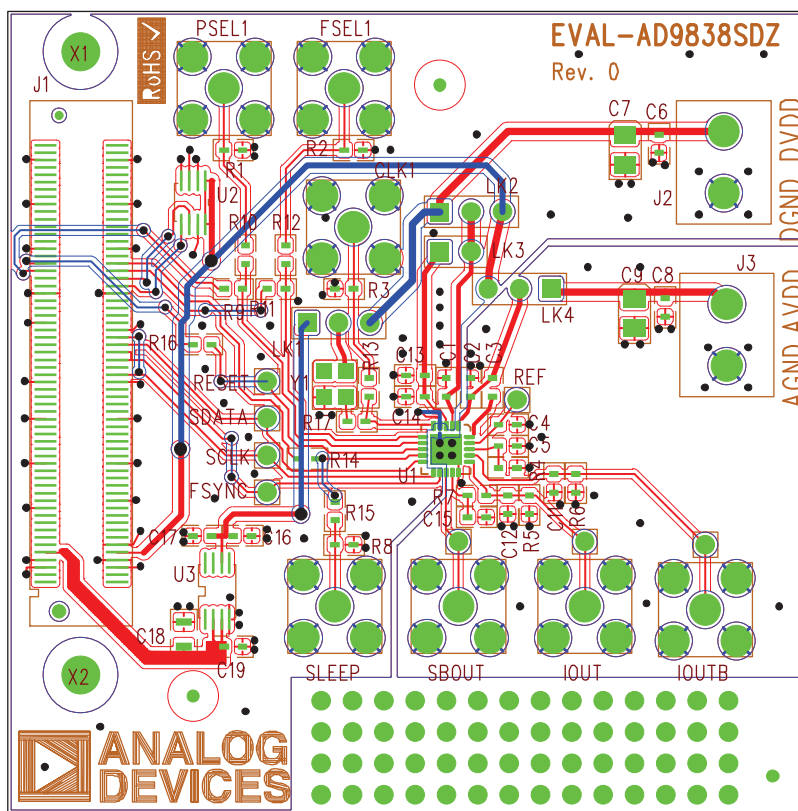 PSEL1
FSEL1
EVAL-AD9838SDZ
Rev. 0
X1
RoHS
J1
C7
C6
R1
R2
DGND DVDD
CLK1
U2
LK2
J2
R10
R12
LK3
J3
R9
R11
R3
C9
C8
LK4
R16
LK1
AGND AVDD
R13
C13
C1
C2
C3
RESET
Y1
REF
SDATA
R17
C14
C4
C5
SCLK
R14
U1
FSYNC
R7
R4
C11
R6
R15
C15
C12
R5
C17
C16
R8
U3
C18
C19
X2
SLEEP
SBOUT
IOUT
IOUTB
ANALOG
DEVICES